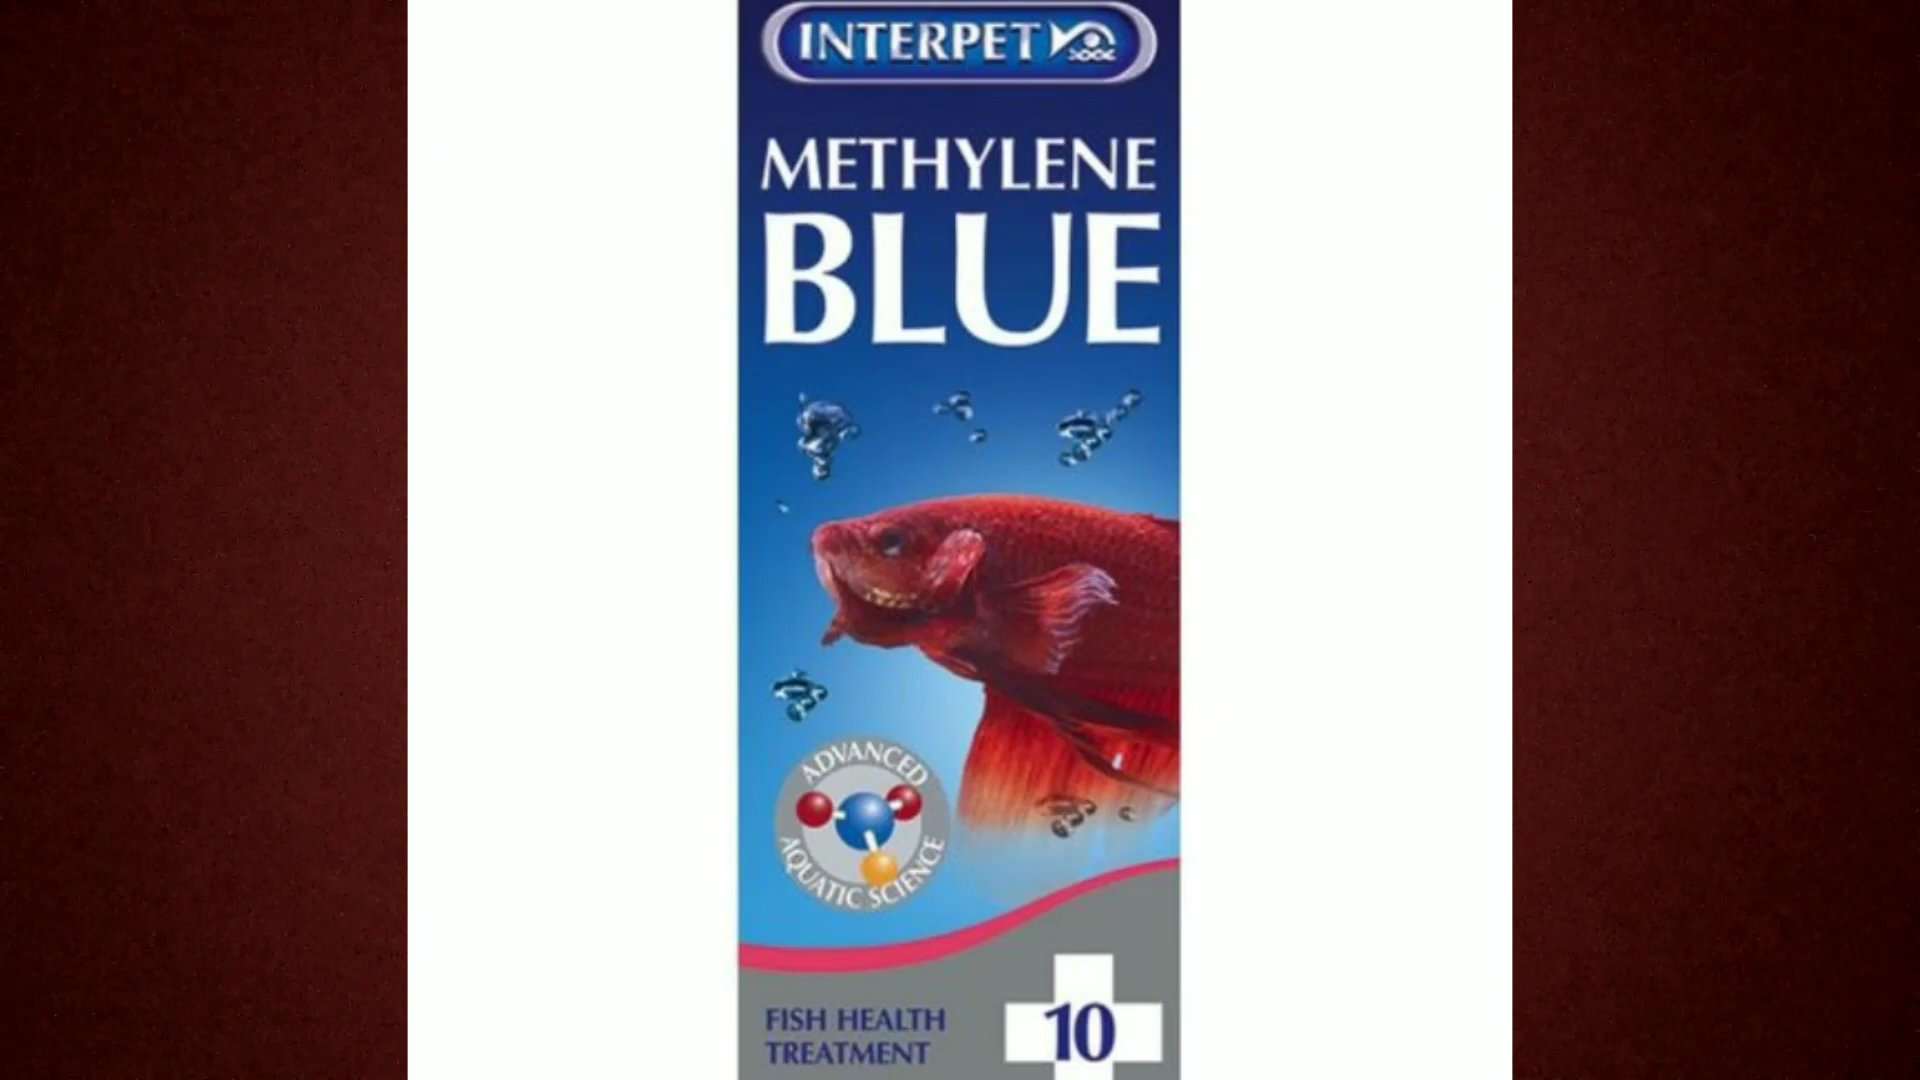 INTERPET
METHYLENE
BLUE
ADVANCED
AQUATIC SCIENCE
FISH HEALTH
TREATMENT
10